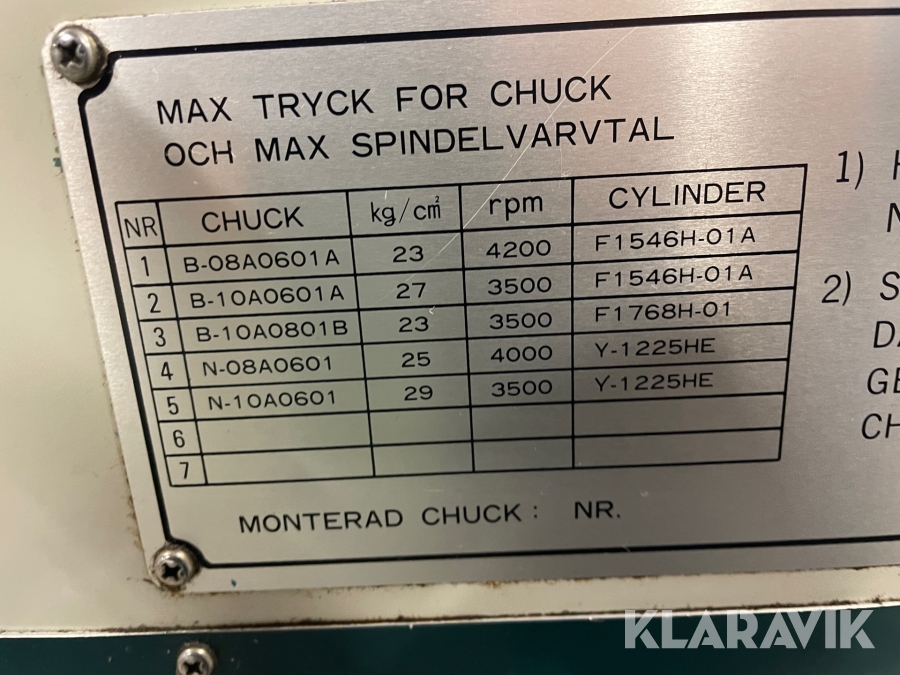 MAX TRYCK FOR CHUCK
OCH MAX SPINDELVARVTAL
NR CHUCK kg/cm² rpm CYLINDER
1 B-08A0601A 23 4200 F1546H-01A
2 B-10A0601A 27 3500 F1546H-01A
3 B-10A0801B 23 3500 F1768H-01
4 N-08A0601 25 4000 Y-1225HE
5 N-10A0601 29 3500 Y-1225HE
6
7
MONTERAD CHUCK: NR.
1)
2) S
GE
CH
KLARAVIK